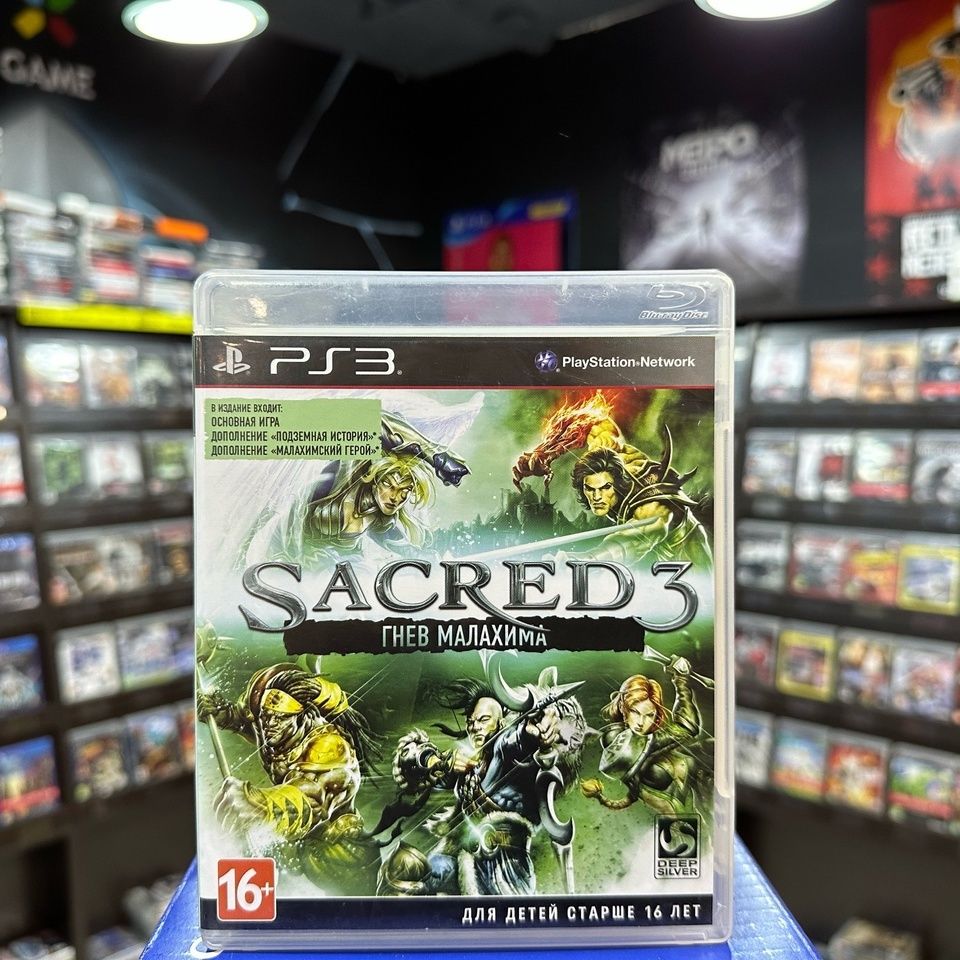 GAME
МЕТРО
Blu-ray Disc
PS3
PlayStation®Network
В ИЗДАНИЕ ВХОДИТ:
ОСНОВНАЯ ИГРА
ДОПОЛНЕНИЕ «ПОДЗЕМНАЯ ИСТОРИЯ»*
ДОПОЛНЕНИЕ «МАЛАХИМСКИЙ ГЕРОЙ»*
SACRED 3
ГНЕВ МАЛАХИМА
DEEP
SILVER
16+
ДЛЯ ДЕТЕЙ СТАРШЕ 16 ЛЕТ